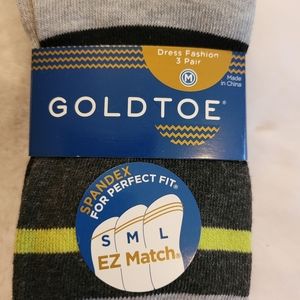 Dress Fashion
3 Pair
M
Made
in China
GOLDTOE®
SPANDEX
FOR PERFECT FIT®
S M L
EZ Match®